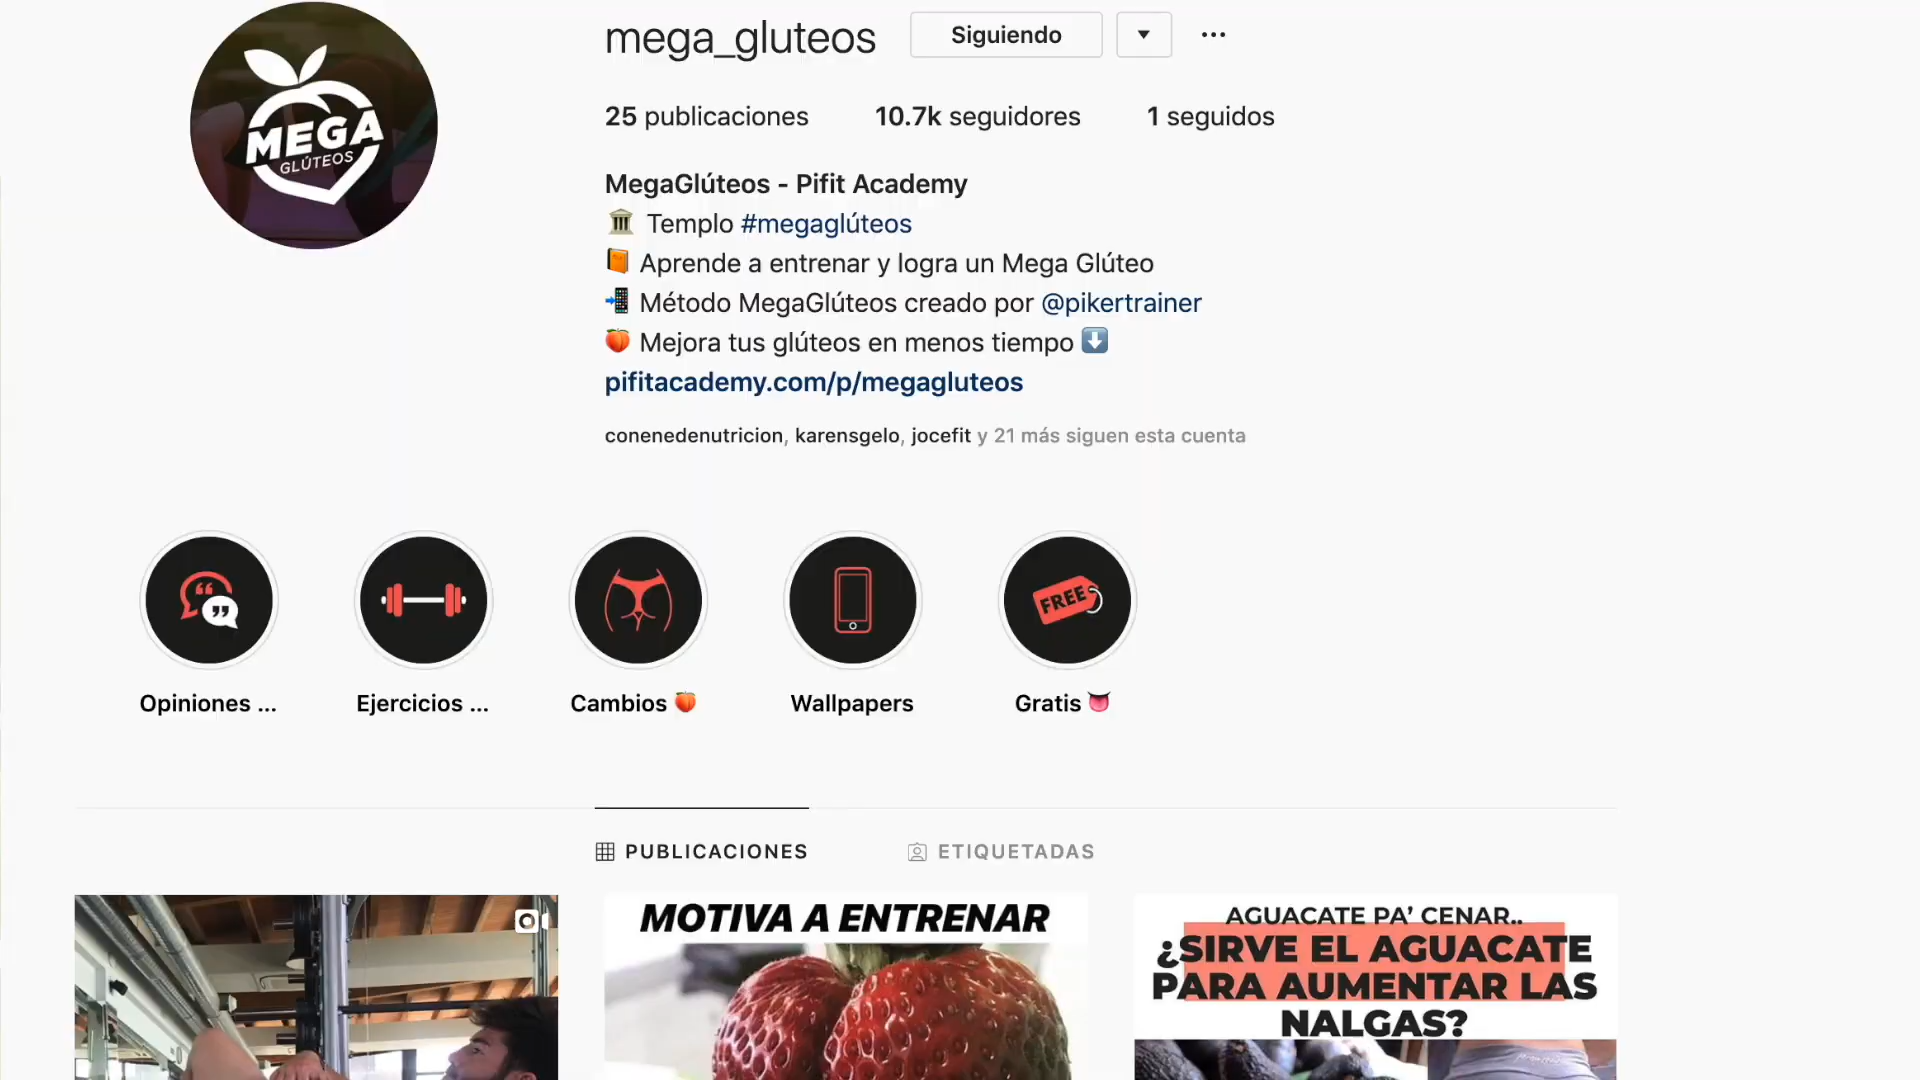 MEGA
GLÚTEOS
mega_gluteos
Siguiendo
25 publicaciones
10.7k seguidores
1 seguidos
MegaGlúteos - Pifit Academy
🏛️ Templo #megaglúteos
📙 Aprende a entrenar y logra un Mega Glúteo
📲 Método MegaGlúteos creado por @pikertrainer
🍑 Mejora tus glúteos en menos tiempo ⬇️
pifitacademy.com/p/megagluteos
conenedenutricion, karensgelo, jocefit y 21 más siguen esta cuenta
FREE
Opiniones ...
Ejercicios ...
Cambios 🍑
Wallpapers
Gratis 👅
PUBLICACIONES
ETIQUETADAS
MOTIVA A ENTRENAR
AGUACATE PA' CENAR..
¿SIRVE EL AGUACATE
PARA AUMENTAR LAS
NALGAS?